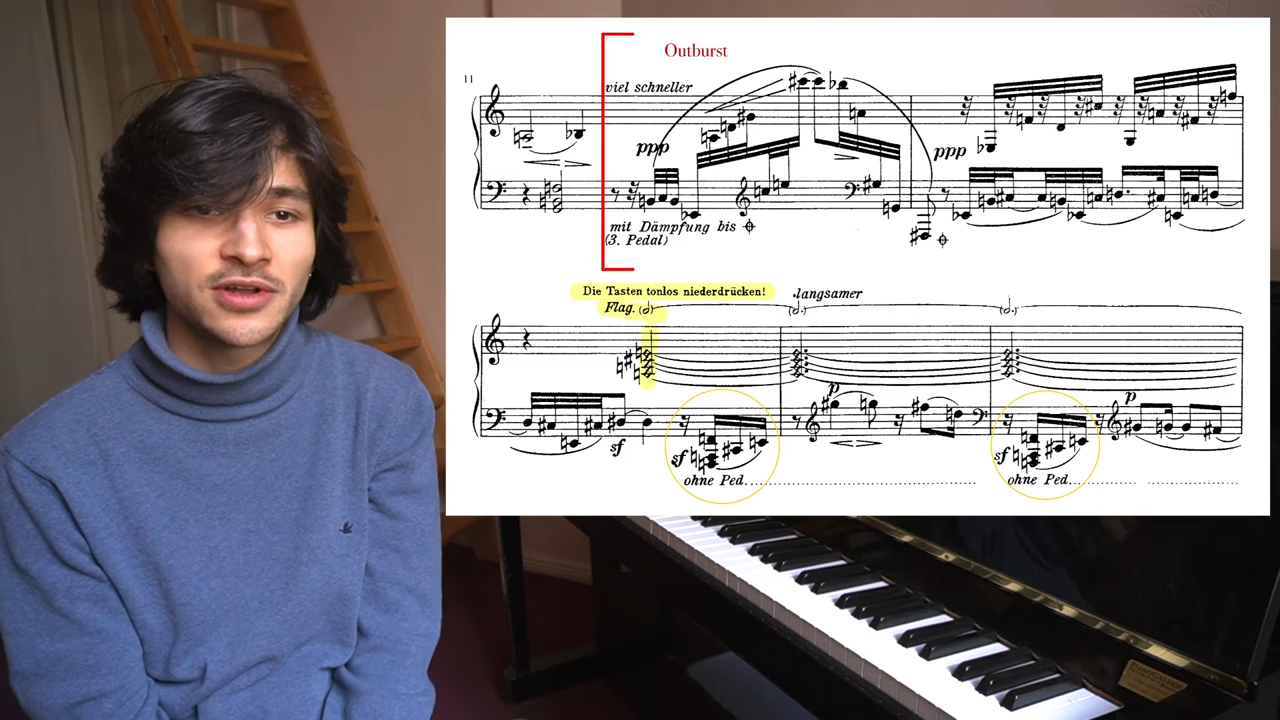 Outburst
11
viel schneller
ppp
ppp
mit Dämpfung bis
(3. Pedal)
Die Tasten tonlos niederdrücken!
langsamer
Flag.
p
p
sf
sf
sf
ohne Ped.
ohne Ped.